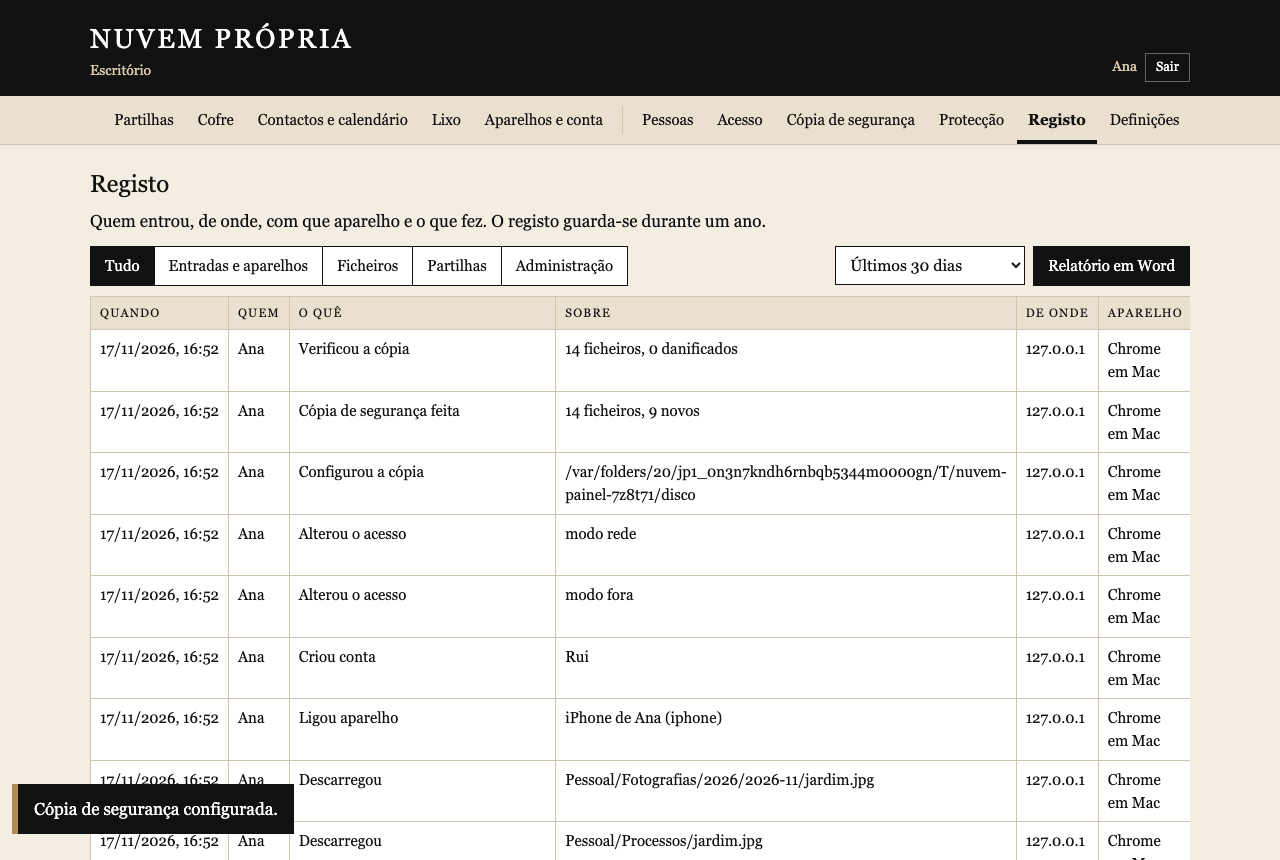 NUVEM PRÓPRIA
Escritório
Ana Sair
Partilhas Cofre Contactos e calendário Lixo Aparelhos e conta Pessoas Acesso Cópia de segurança Protecção Registo Definições
Registo
Quem entrou, de onde, com que aparelho e o que fez. O registo guarda-se durante um ano.
Tudo Entradas e aparelhos Ficheiros Partilhas Administração Últimos 30 dias Relatório em Word
QUANDO QUEM O QUÊ SOBRE DE ONDE APARELHO
17/11/2026, 16:52 Ana Verificou a cópia 14 ficheiros, 0 danificados 127.0.0.1 Chrome
em Mac
17/11/2026, 16:52 Ana Cópia de segurança feita 14 ficheiros, 9 novos 127.0.0.1 Chrome
em Mac
17/11/2026, 16:52 Ana Configurou a cópia /var/folders/20/jp1_0n3n7kndh6rnbqb5344m0000gn/T/nuvem- 127.0.0.1 Chrome
painel-7z8t71/disco em Mac
17/11/2026, 16:52 Ana Alterou o acesso modo rede 127.0.0.1 Chrome
em Mac
17/11/2026, 16:52 Ana Alterou o acesso modo fora 127.0.0.1 Chrome
em Mac
17/11/2026, 16:52 Ana Criou conta Rui 127.0.0.1 Chrome
em Mac
17/11/2026, 16:52 Ana Ligou aparelho iPhone de Ana (iphone) 127.0.0.1 Chrome
em Mac
17/11/2026, 16:52 Ana Descarregou Pessoal/Fotografias/2026/2026-11/jardim.jpg 127.0.0.1 Chrome
em Mac
Cópia de segurança configurada.
17/11/2026, 16:52 Ana Descarregou Pessoal/Processos/jardim.jpg 127.0.0.1 Chrome